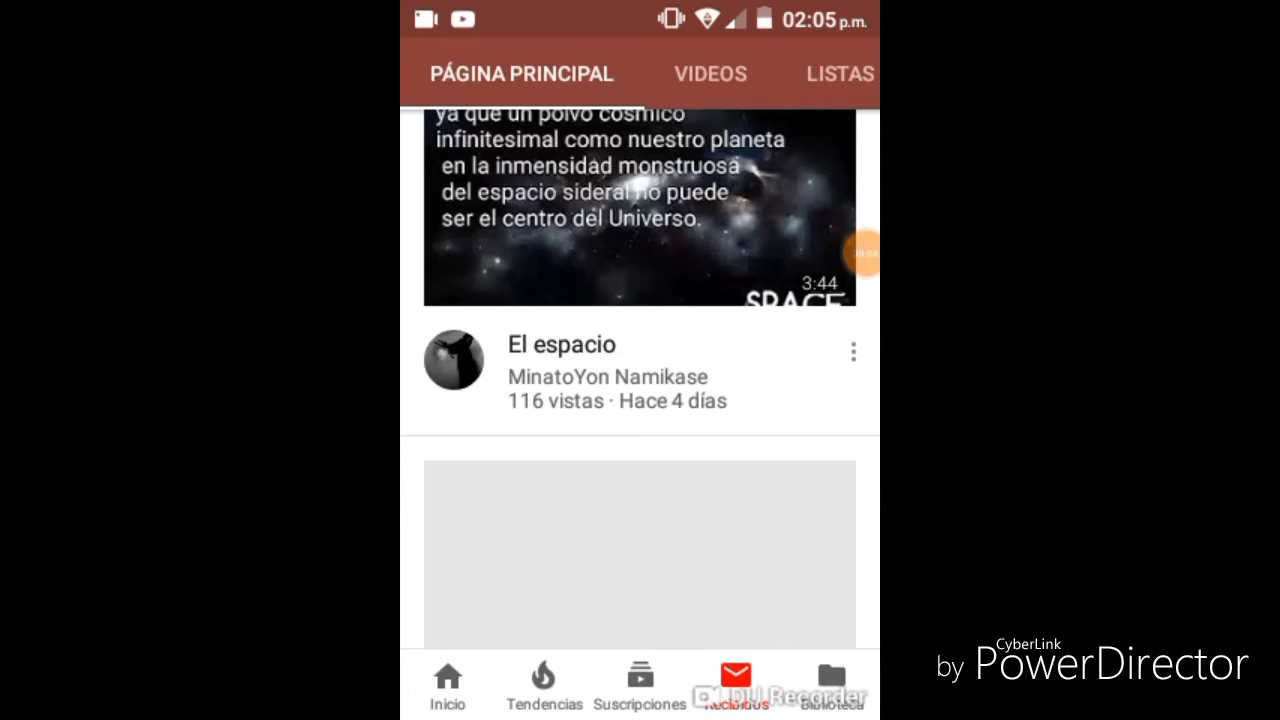 02:05 p.m.
PÁGINA PRINCIPAL
VIDEOS
LISTAS
ya que un polvo cósmico
infinitesimal como nuestro planeta
en la inmensidad monstruosa
del espacio sideral no puede
ser el centro del Universo.
3:44
SPACE
El espacio
MinatoYon Namikase
116 vistas · Hace 4 días
Inicio
Tendencias
Suscripciones
Recibidos
Biblioteca
DU Recorder
CyberLink
by PowerDirector